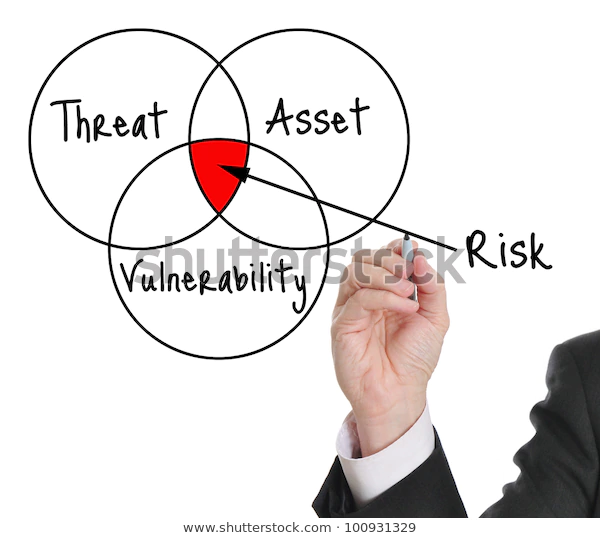 Threat
Asset
Vulnerability
Risk
shutterstock
www.shutterstock.com · 100931329